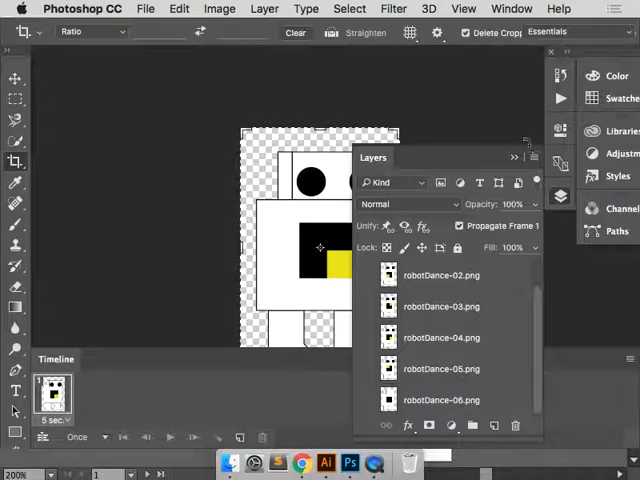 Photoshop CC File Edit Image Layer Type Select Filter 3D View Window Help
Ratio Clear Straighten Delete Cropp Essentials
Color
Swatche
Libraries
Adjustm
Styles
Channel
Paths
Layers
Kind
Normal Opacity: 100%
Unify: Propagate Frame 1
Lock: Fill: 100%
robotDance-02.png
robotDance-03.png
robotDance-04.png
robotDance-05.png
robotDance-06.png
Timeline
1
5 sec.
Once
200% 1